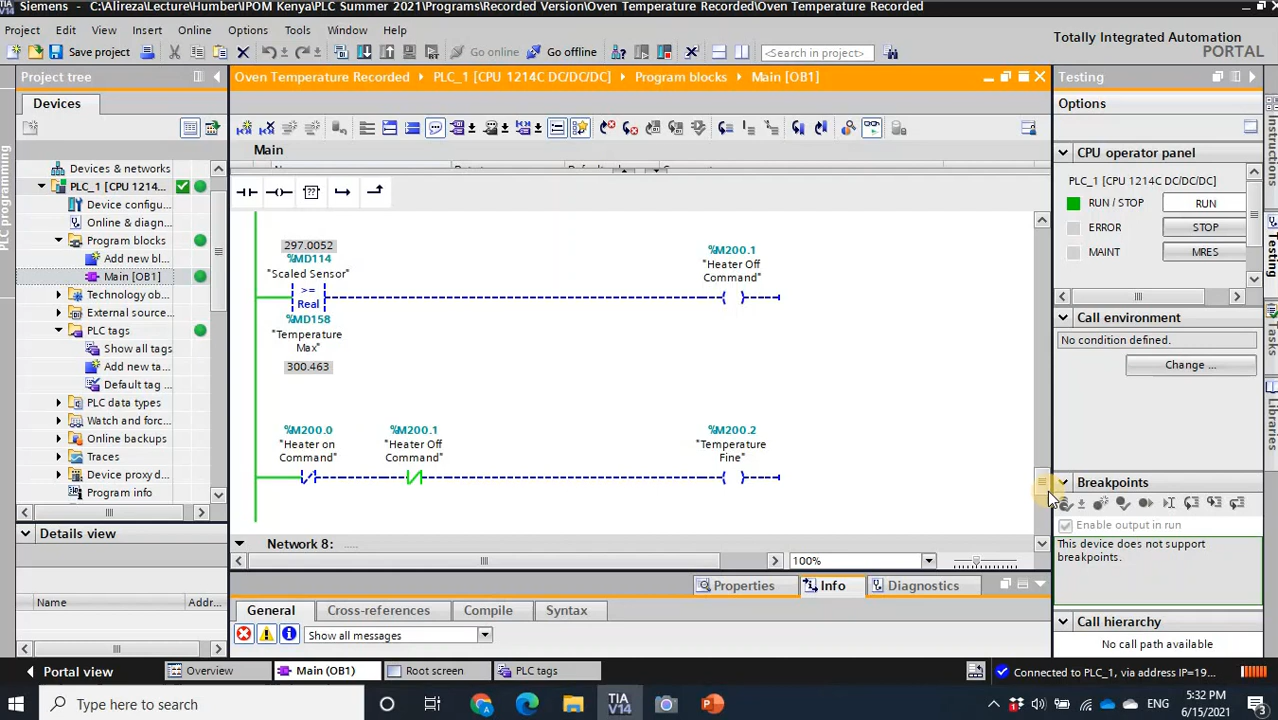 Siemens - C:\Alireza\Lecture\Humber\IPOM Kenya\PLC Summer 2021\Programs\Recorded Version\Oven Temperature Recorded\Oven Temperature Recorded
TIA
V14
Project Edit View Insert Online Options Tools Window Help
Totally Integrated Automation
PORTAL
Save project
Go online
Go offline
<Search in project>
Project tree
Oven Temperature Recorded
PLC_1 [CPU 1214C DC/DC/DC]
Program blocks
Main [OB1]
Testing
Devices
Options
PLC programming
Devices & networks
PLC_1 [CPU 1214...
Device configu...
Online & diagn...
Program blocks
Add new bl...
Main [OB1]
Technology ob...
External source...
PLC tags
Show all tags
Add new ta...
Default tag ...
PLC data types
Watch and forc...
Online backups
Traces
Device proxy d...
Program info
Details view
Name
Addr...
Main
??
297.0052
%MD114
"Scaled Sensor"
>=
Real
%MD158
"Temperature
Max"
300.463
%M200.1
"Heater Off
Command"
%M200.0
"Heater on
Command"
%M200.1
"Heater Off
Command"
%M200.2
"Temperature
Fine"
Network 8: .....
100%
Properties
Info
Diagnostics
General
Cross-references
Compile
Syntax
Show all messages
CPU operator panel
PLC_1 [CPU 1214C DC/DC/DC]
RUN / STOP
RUN
ERROR
STOP
MAINT
MRES
Call environment
No condition defined.
Change ...
Breakpoints
Enable output in run
This device does not support
breakpoints.
Call hierarchy
No call path available
Instructions
Testing
Tasks
Libraries
Portal view
Overview
Main (OB1)
Root screen
PLC tags
Connected to PLC_1, via address IP=19...
Type here to search
TIA
V14
ENG
5:32 PM
6/15/2021
3